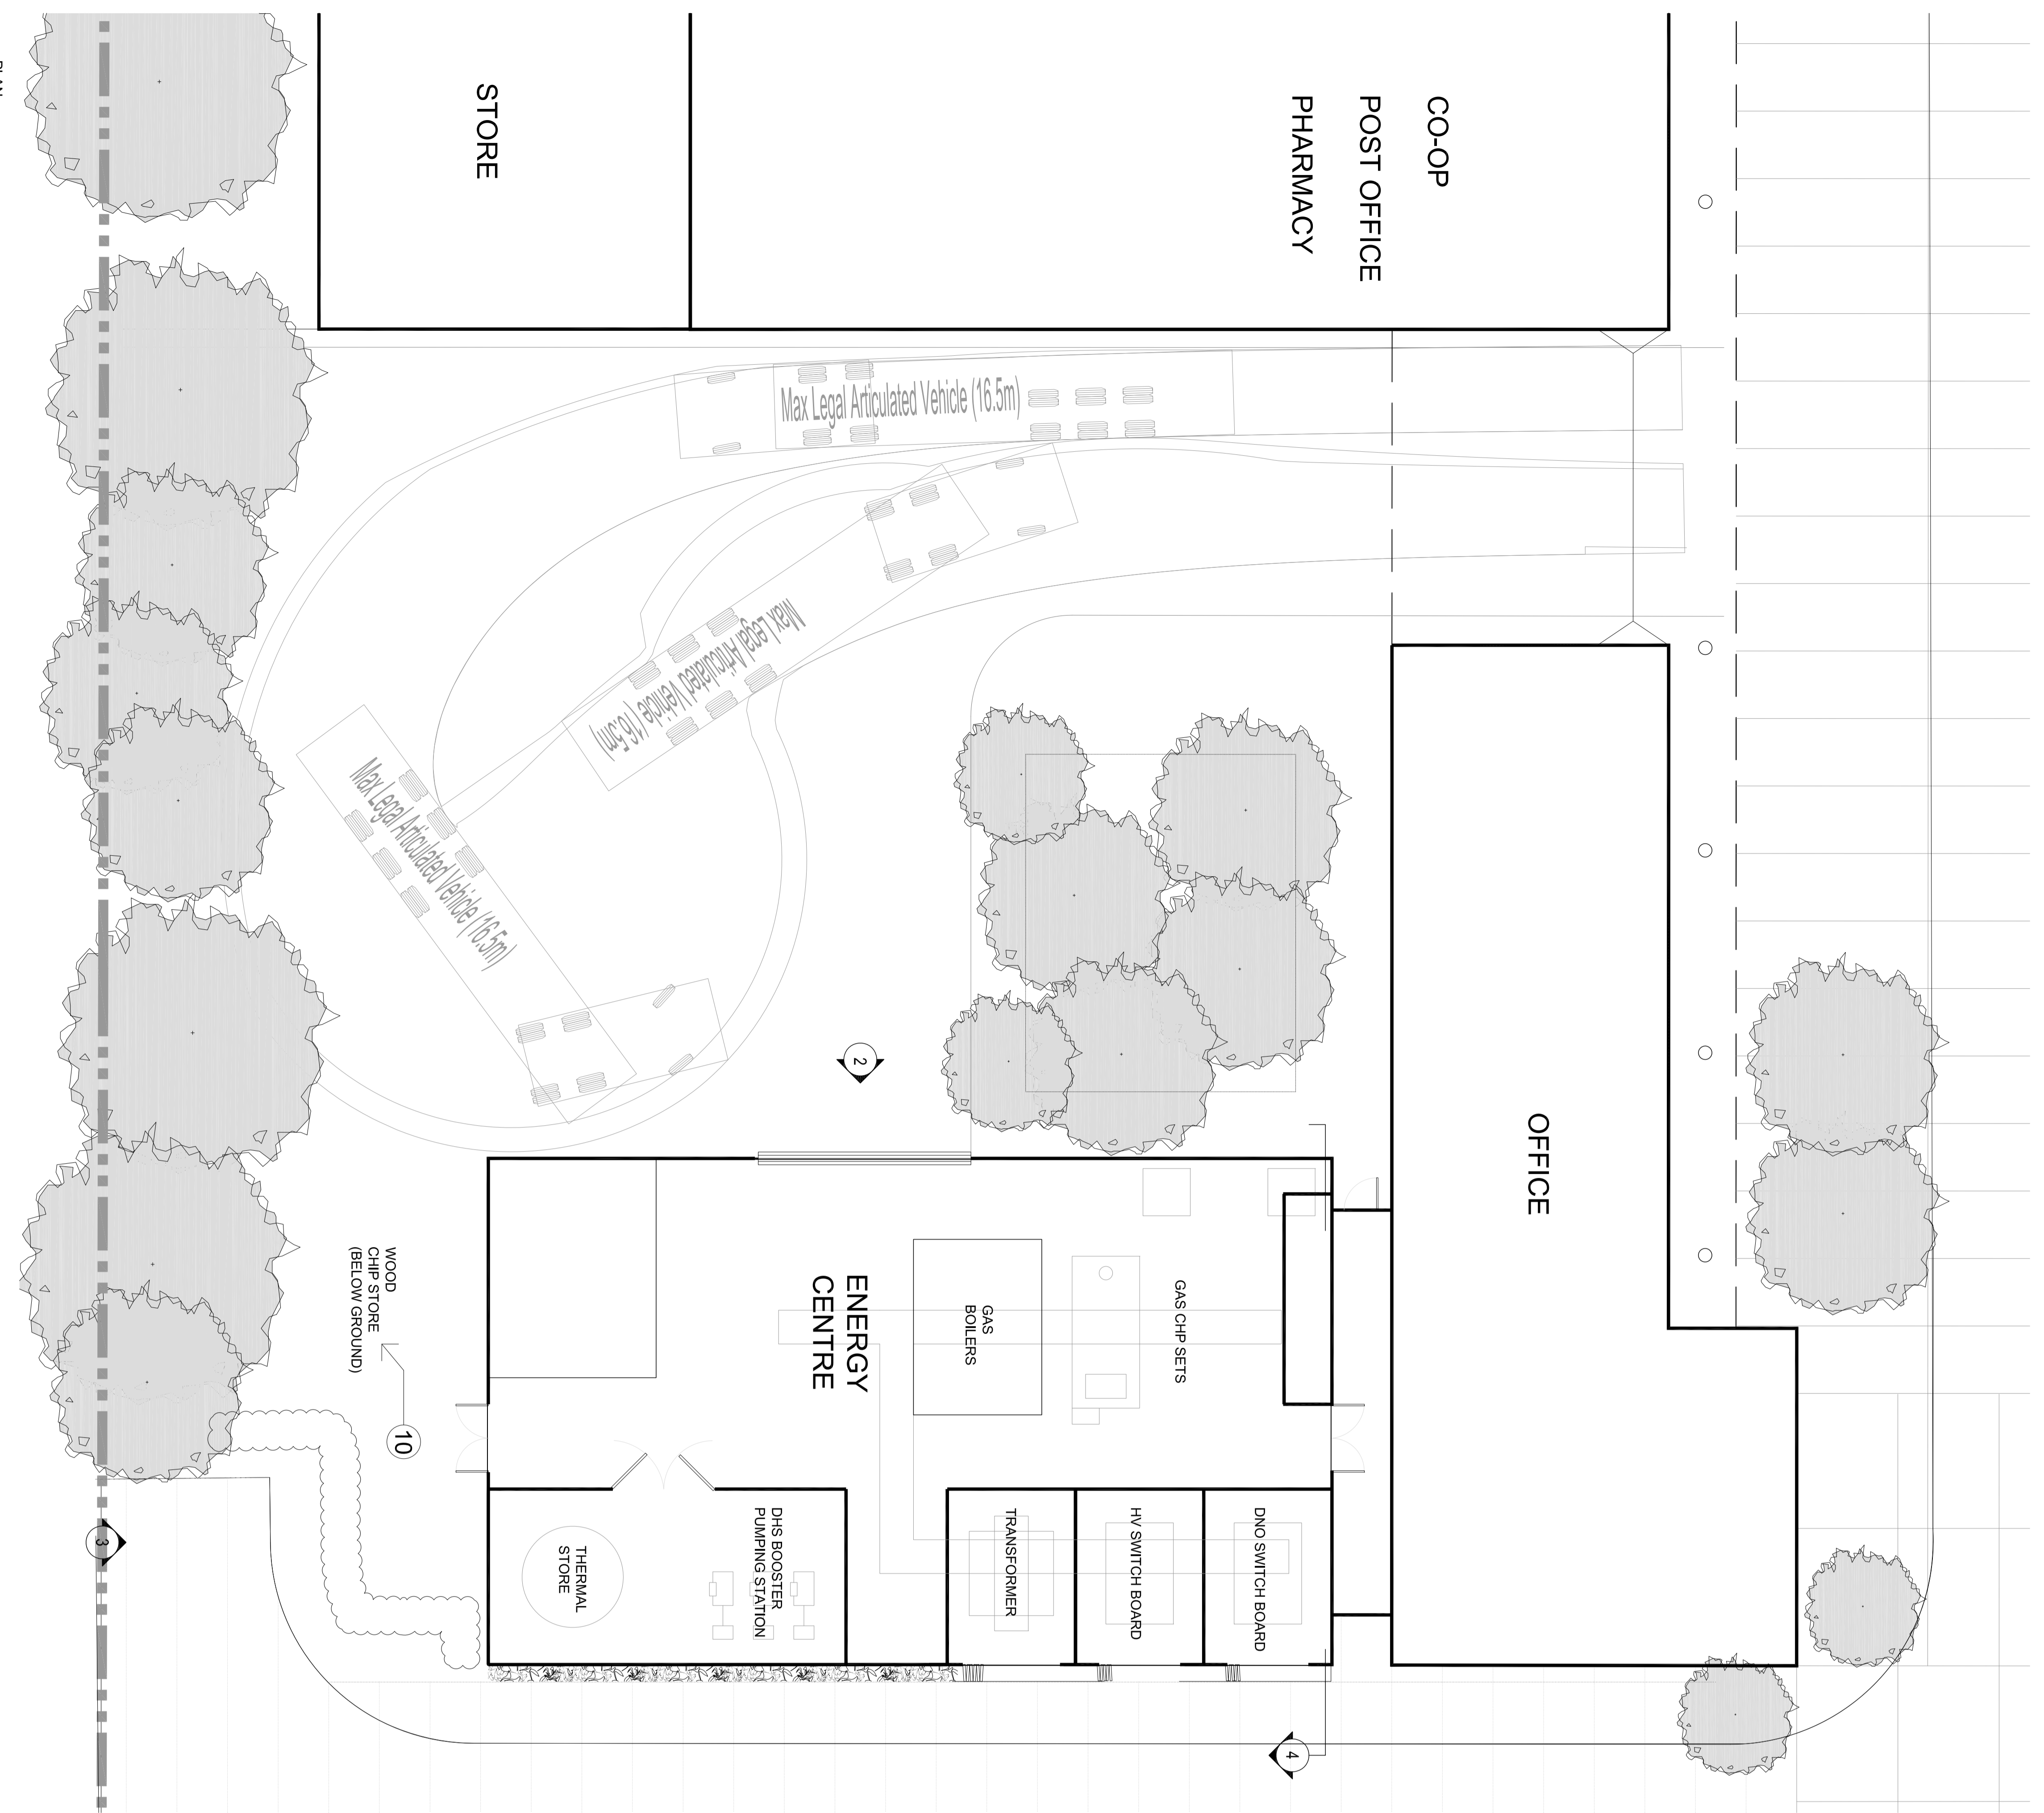 PLAN
STORE
CO-OP
POST OFFICE
PHARMACY
Max Legal Articulated Vehicle (16.5m)
Max Legal Articulated Vehicle (16.5m)
Max Legal Articulated Vehicle (16.5m)
2
OFFICE
ENERGY
CENTRE
GAS
BOILERS
GAS CHP SETS
WOOD
CHIP STORE
(BELOW GROUND)
10
THERMAL
STORE
DHS BOOSTER
PUMPING STATION
TRANSFORMER
HV SWITCH BOARD
DNO SWITCH BOARD
3
4